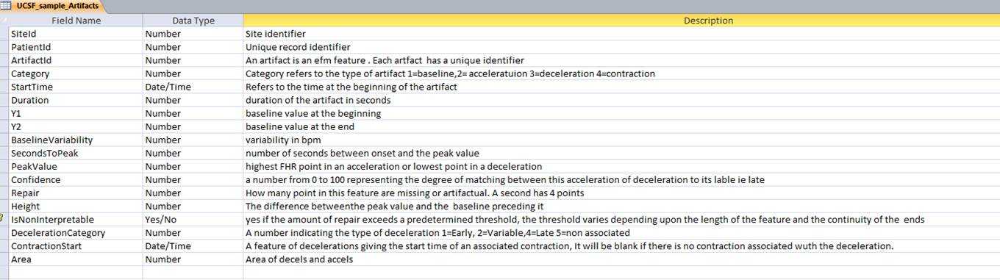 UCSF_sample_Artifacts
Field Name Data Type Description
SiteId Number Site identifier
PatientId Number Unique record identifier
ArtifactId Number An artifact is an efm feature . Each artfact has a unique identifier
Category Number Category refers to the type of artifact 1=baseline,2= acceleratuion 3=deceleration 4=contraction
StartTime Date/Time Refers to the time at the beginning of the artifact
Duration Number duration of the artifact in seconds
Y1 Number baseline value at the beginning
Y2 Number baseline value at the end
BaselineVariability Number variability in bpm
SecondsToPeak Number number of seconds between onset and the peak value
PeakValue Number highest FHR point in an acceleration or lowest point in a deceleration
Confidence Number a number from 0 to 100 representing the degree of matching between this acceleration of deceleration to its lable ie late
Repair Number How many point in this feature are missing or artifactual. A second has 4 points
Height Number The difference betweenthe peak value and the baseline preceding it
IsNonInterpretable Yes/No yes if the amount of repair exceeds a predetermined threshold, the threshold varies depending upon the length of the feature and the continuity of the ends
DecelerationCategory Number A number indicating the type of deceleration 1=Early, 2=Variable,4=Late 5=non associated
ContractionStart Date/Time A feature of decelerations giving the start time of an associated contraction, It will be blank if there is no contraction associated wuth the deceleration.
Area Number Area of decels and accels